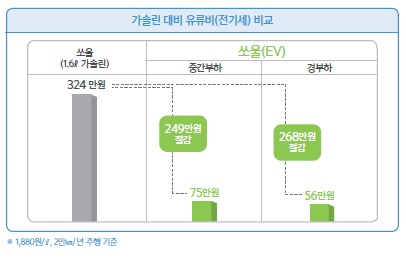 가솔린 대비 유류비(전기세) 비교
쏘울
(1.6ℓ 가솔린)
쏘울(EV)
중간부하
경부하
324 만원
249만원
절감
268만원
절감
75만원
56만원
※ 1,880원/ℓ, 2만㎞/년 주행 기준